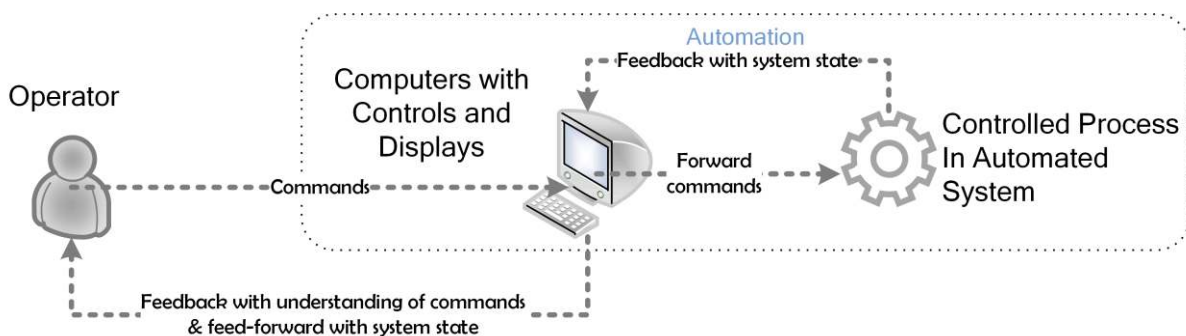 Automation
Feedback with system state
Operator
Computers with
Controls and
Displays
Commands
Forward
commands
Controlled Process
In Automated
System
Feedback with understanding of commands
& feed-forward with system state